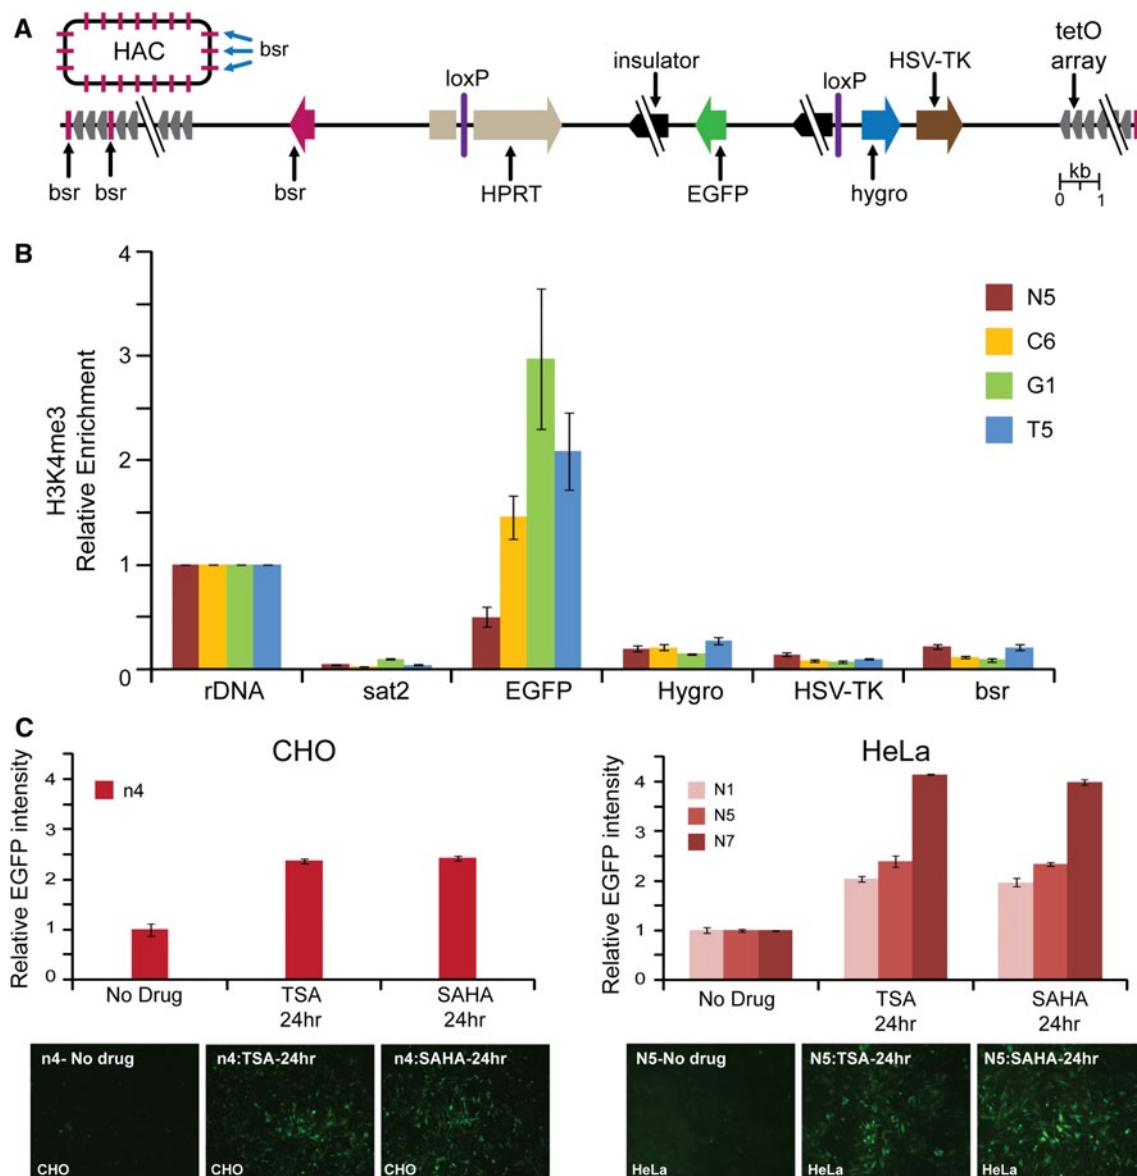 A
HAC
bsr
loxP
insulator
loxP
HSV-TK
tetO
array
bsr
bsr
bsr
HPRT
EGFP
hygro
kb
0 1
B
H3K4me3
Relative Enrichment
4
3
2
1
0
N5
C6
G1
T5
rDNA
sat2
EGFP
Hygro
HSV-TK
bsr
C
CHO
Relative EGFP intensity
4
3
2
1
0
n4
No Drug
TSA
24hr
SAHA
24hr
HeLa
Relative EGFP intensity
4
3
2
1
0
N1
N5
N7
No Drug
TSA
24hr
SAHA
24hr
n4- No drug
CHO
n4:TSA-24hr
CHO
n4:SAHA-24hr
CHO
N5-No drug
HeLa
N5:TSA-24hr
HeLa
N5:SAHA-24hr
HeLa